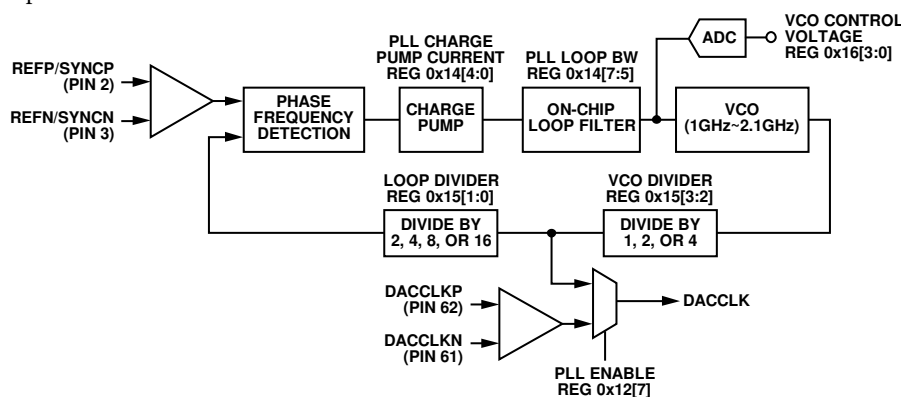 VCO CONTROL
VOLTAGE
REG 0x16[3:0]
ADC
PLL CHARGE
PUMP CURRENT
REG 0x14[4:0]
PLL LOOP BW
REG 0x14[7:5]
REFP/SYNCP
(PIN 2)
REFN/SYNCN
(PIN 3)
PHASE
FREQUENCY
DETECTION
CHARGE
PUMP
ON-CHIP
LOOP FILTER
VCO
(1GHz~2.1GHz)
LOOP DIVIDER
REG 0x15[1:0]
VCO DIVIDER
REG 0x15[3:2]
DIVIDE BY
2, 4, 8, OR 16
DIVIDE BY
1, 2, OR 4
DACCLKP
(PIN 62)
DACCLKN
(PIN 61)
DACCLK
PLL ENABLE
REG 0x12[7]